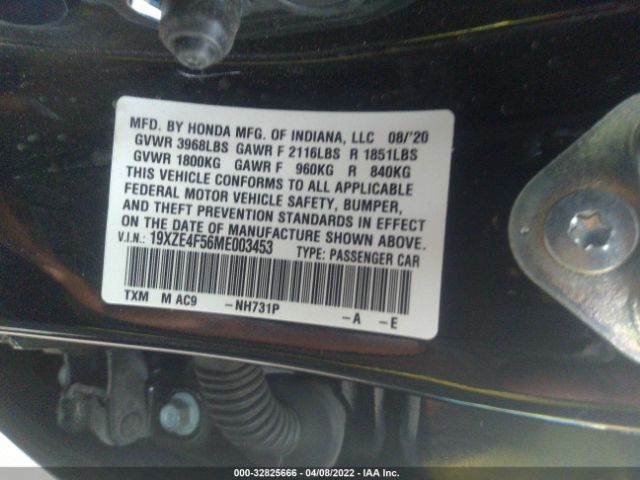 MFD. BY HONDA MFG. OF INDIANA, LLC 08/'20
GVWR 3968LBS GAWR F 2116LBS R 1851LBS
GVWR 1800KG GAWR F 960KG R 840KG
THIS VEHICLE CONFORMS TO ALL APPLICABLE
FEDERAL MOTOR VEHICLE SAFETY, BUMPER,
AND THEFT PREVENTION STANDARDS IN EFFECT
ON THE DATE OF MANUFACTURE SHOWN ABOVE.
V.I.N.: 19XZE4F56ME003453 TYPE: PASSENGER CAR
TXM M AC9 -NH731P -A -E
000-32825666 - 04/08/2022 - IAA Inc.